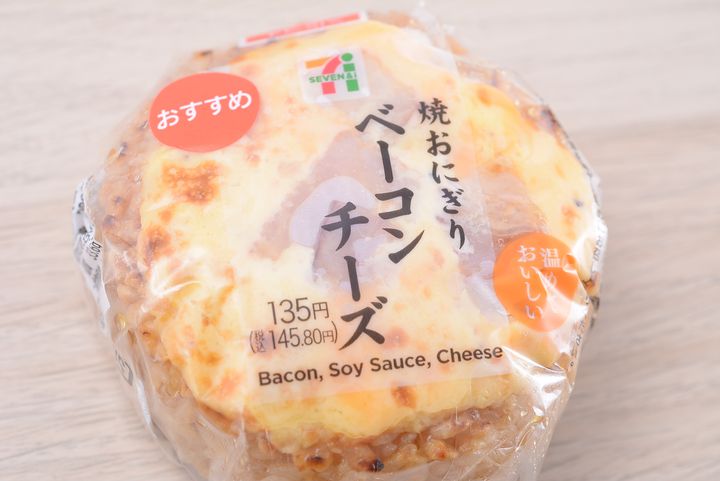 SEVEN&i
おすすめ
焼おにぎり
ベーコン
チーズ
温めて
おいしい
135円
(税込145.80円)
Bacon, Soy Sauce, Cheese